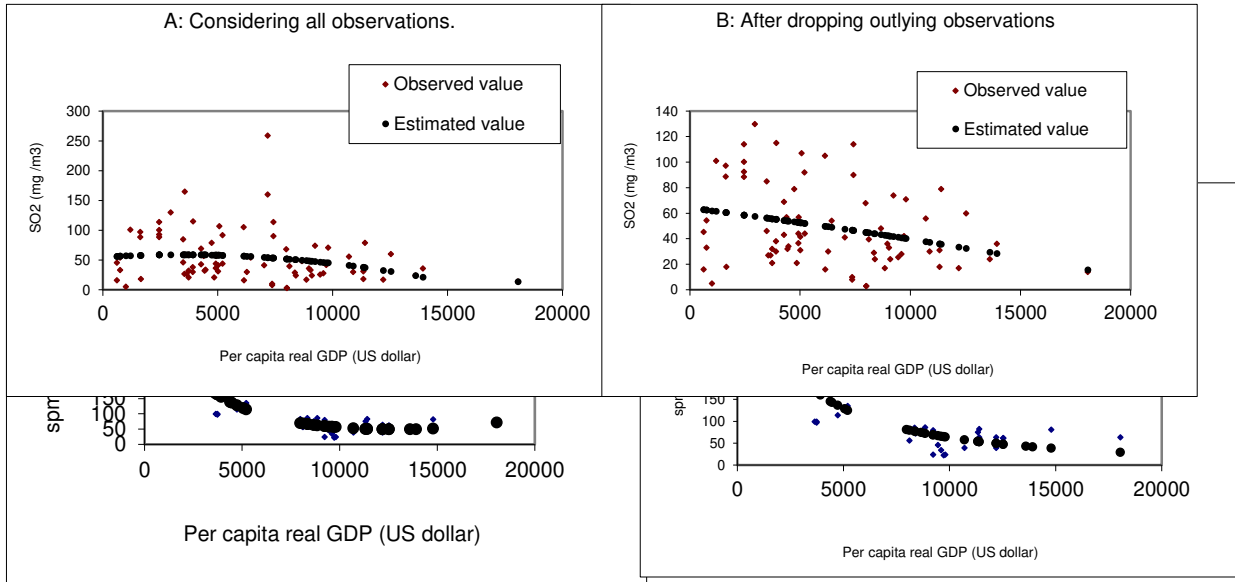 A: Considering all observations.
Observed value
Estimated value
300
250
200
150
100
50
0
SO2 (mg /m3)
0 5000 10000 15000 20000
Per capita real GDP (US dollar)
B: After dropping outlying observations
Observed value
Estimated value
140
120
100
80
60
40
20
0
SO2 (mg /m3)
0 5000 10000 15000 20000
Per capita real GDP (US dollar)
150
100
50
0
spm
0 5000 10000 15000 20000
Per capita real GDP (US dollar)
150
100
50
0
0 5000 10000 15000 20000
Per capita real GDP (US dollar)